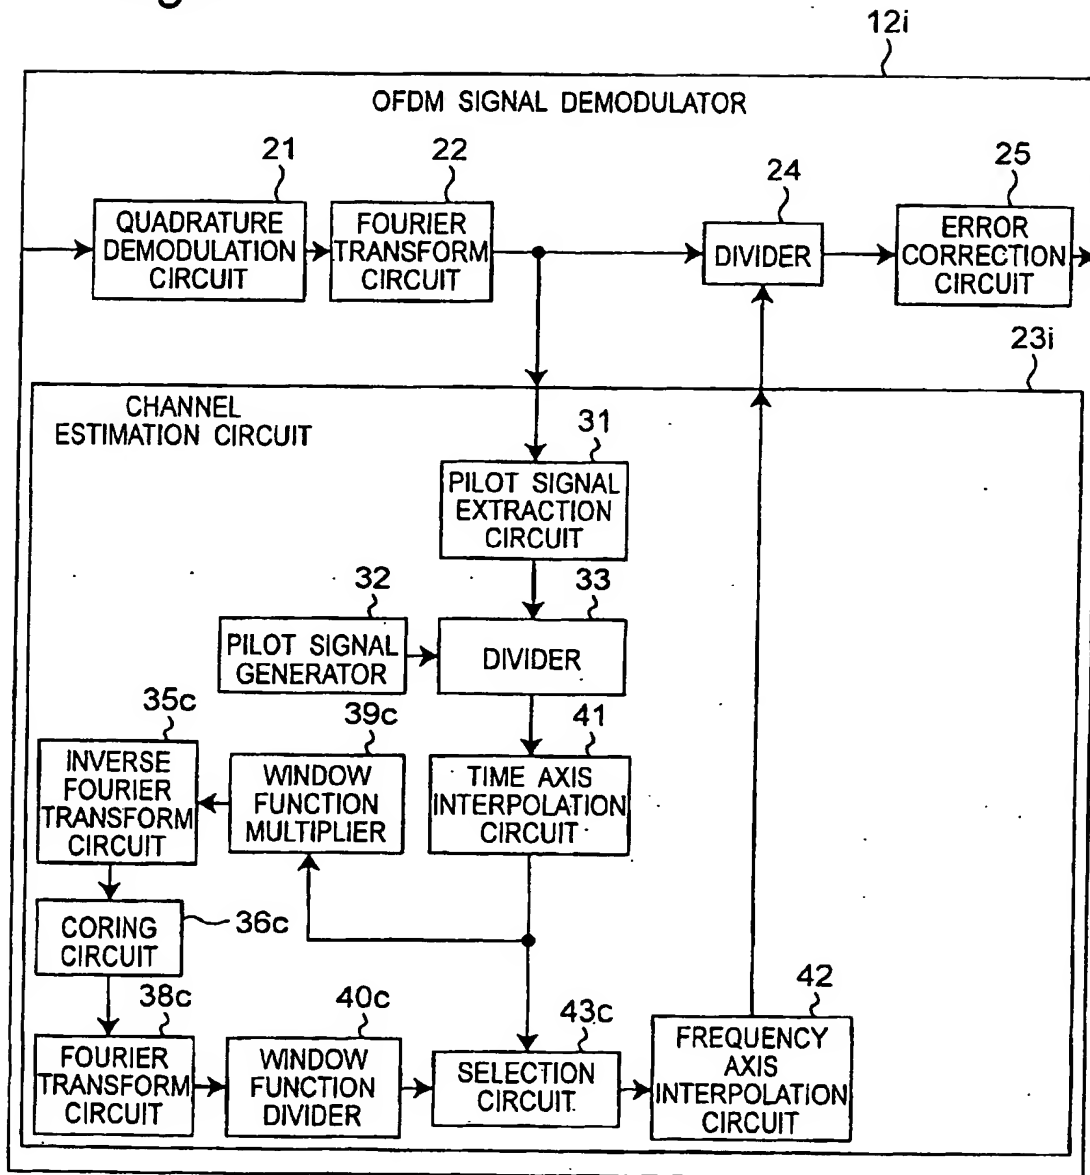 12i
OFDM SIGNAL DEMODULATOR
21
22
24
25
QUADRATURE
DEMODULATION
CIRCUIT
FOURIER
TRANSFORM
CIRCUIT
DIVIDER
ERROR
CORRECTION
CIRCUIT
23i
CHANNEL
ESTIMATION CIRCUIT
31
PILOT SIGNAL
EXTRACTION
CIRCUIT
32
33
PILOT SIGNAL
GENERATOR
DIVIDER
35c
39c
41
INVERSE
FOURIER
TRANSFORM
CIRCUIT
WINDOW
FUNCTION
MULTIPLIER
TIME AXIS
INTERPOLATION
CIRCUIT
CORING
CIRCUIT
36c
38c
40c
43c
42
FOURIER
TRANSFORM
CIRCUIT
WINDOW
FUNCTION
DIVIDER
SELECTION
CIRCUIT
FREQUENCY
AXIS
INTERPOLATION
CIRCUIT